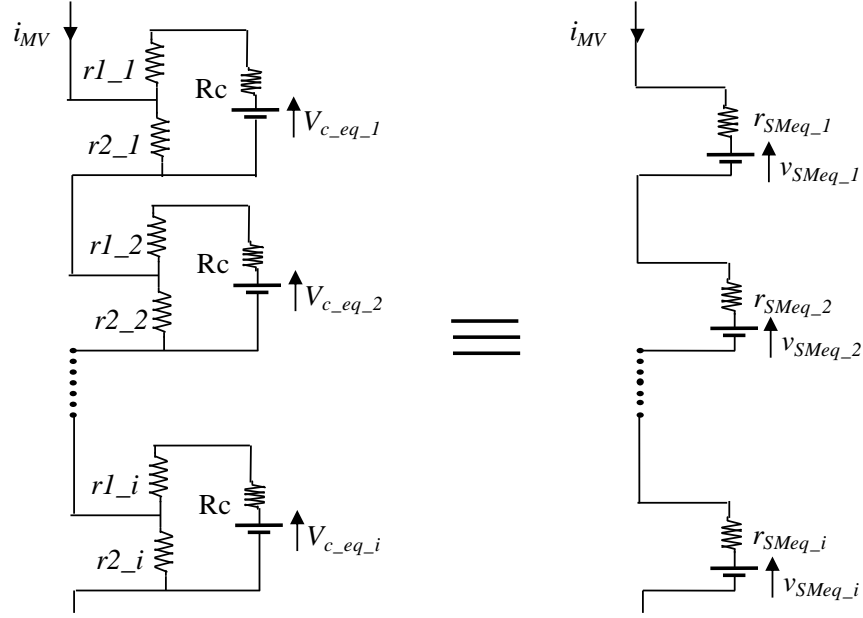 i_MV
r1_1
Rc
V_c_eq_1
r2_1
r1_2
Rc
V_c_eq_2
r2_2
r1_i
Rc
V_c_eq_i
r2_i
i_MV
r_SMeq_1
v_SMeq_1
r_SMeq_2
v_SMeq_2
r_SMeq_i
v_SMeq_i